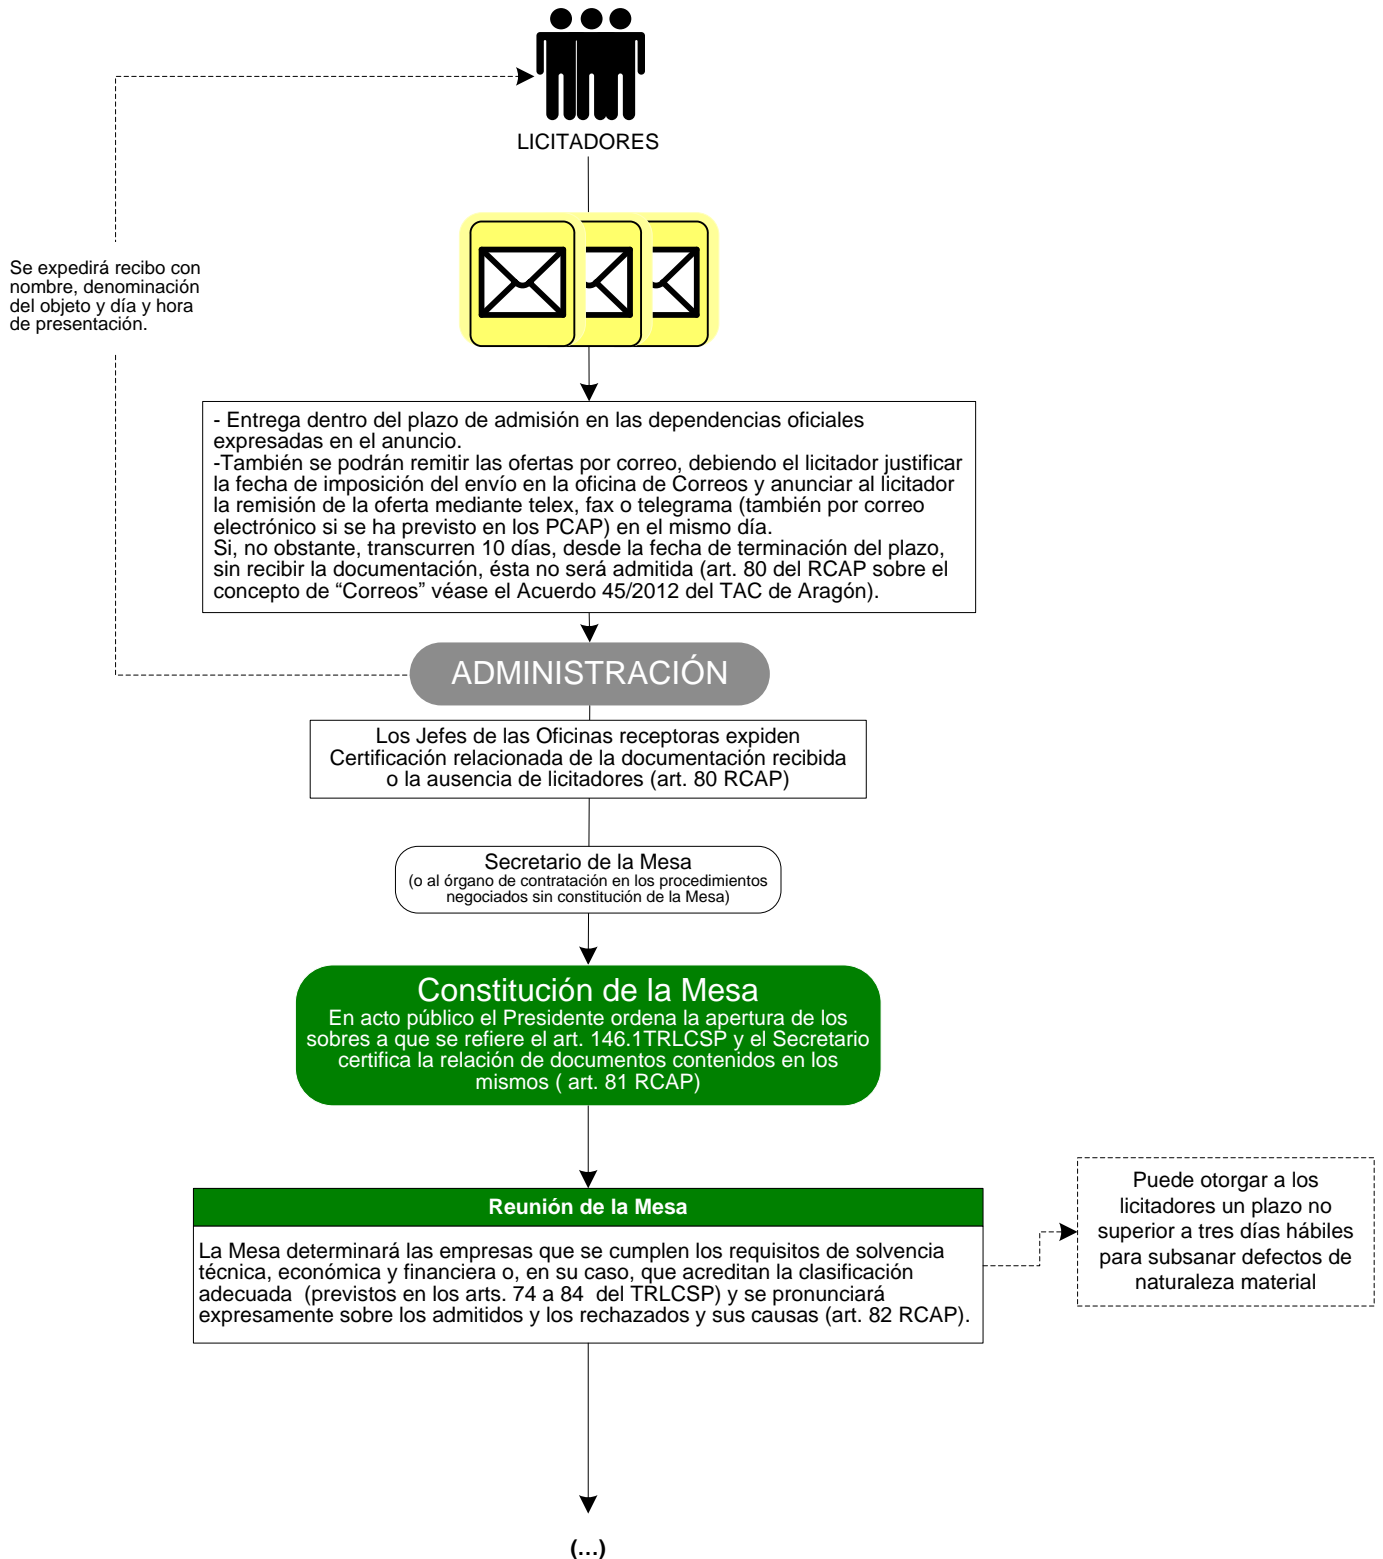 LICITADORES
Se expedirá recibo con
nombre, denominación
del objeto y día y hora
de presentación.
- Entrega dentro del plazo de admisión en las dependencias oficiales
expresadas en el anuncio.
-También se podrán remitir las ofertas por correo, debiendo el licitador justificar
la fecha de imposición del envío en la oficina de Correos y anunciar al licitador
la remisión de la oferta mediante telex, fax o telegrama (también por correo
electrónico si se ha previsto en los PCAP) en el mismo día.
Si, no obstante, transcurren 10 días, desde la fecha de terminación del plazo,
sin recibir la documentación, ésta no será admitida (art. 80 del RCAP sobre el
concepto de “Correos” véase el Acuerdo 45/2012 del TAC de Aragón).
ADMINISTRACIÓN
Los Jefes de las Oficinas receptoras expiden
Certificación relacionada de la documentación recibida
o la ausencia de licitadores (art. 80 RCAP)
Secretario de la Mesa
(o al órgano de contratación en los procedimientos
negociados sin constitución de la Mesa)
Constitución de la Mesa
En acto público el Presidente ordena la apertura de los
sobres a que se refiere el art. 146.1TRLCSP y el Secretario
certifica la relación de documentos contenidos en los
mismos ( art. 81 RCAP)
Reunión de la Mesa
La Mesa determinará las empresas que se cumplen los requisitos de solvencia
técnica, económica y financiera o, en su caso, que acreditan la clasificación
adecuada  (previstos en los arts. 74 a 84  del TRLCSP) y se pronunciará
expresamente sobre los admitidos y los rechazados y sus causas (art. 82 RCAP).
Puede otorgar a los
licitadores un plazo no
superior a tres días hábiles
para subsanar defectos de
naturaleza material
(...)